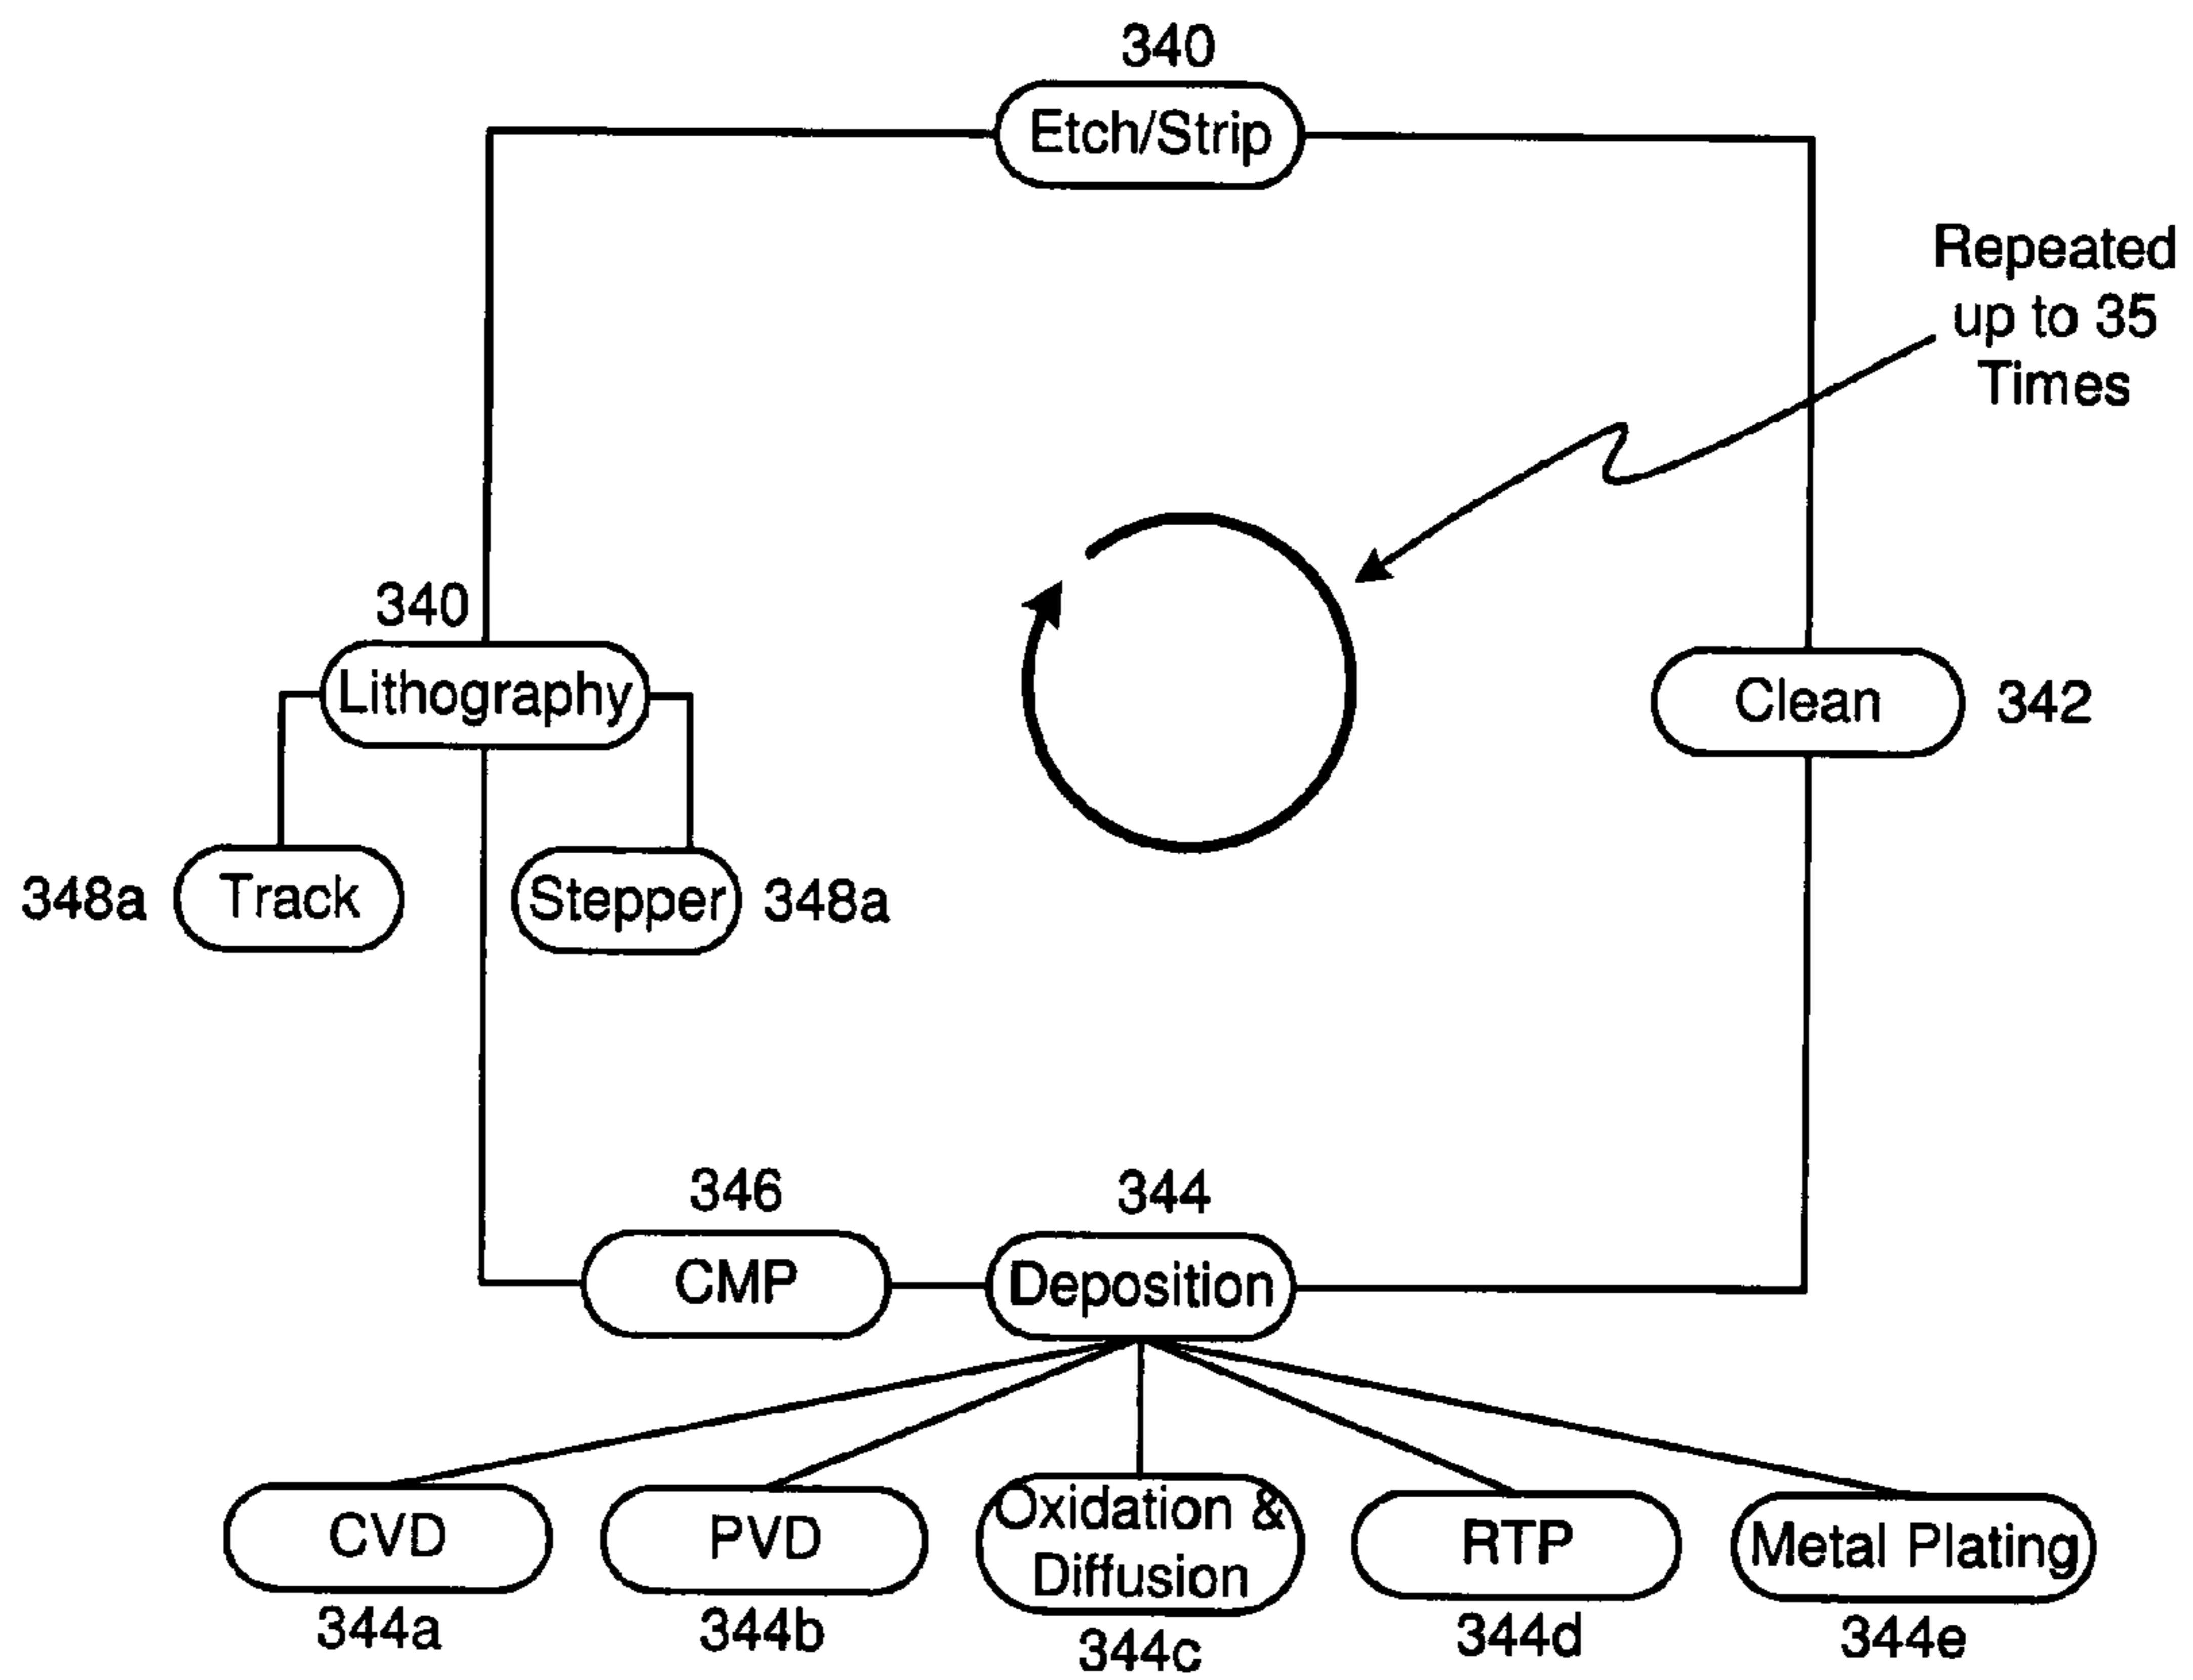 340
Etch/Strip
Repeated
up to 35
Times
340
Lithography
Clean
342
348a
Track
Stepper
348a
346
344
CMP
Deposition
CVD
PVD
Oxidation &
Diffusion
RTP
Metal Plating
344a
344b
344c
344d
344e